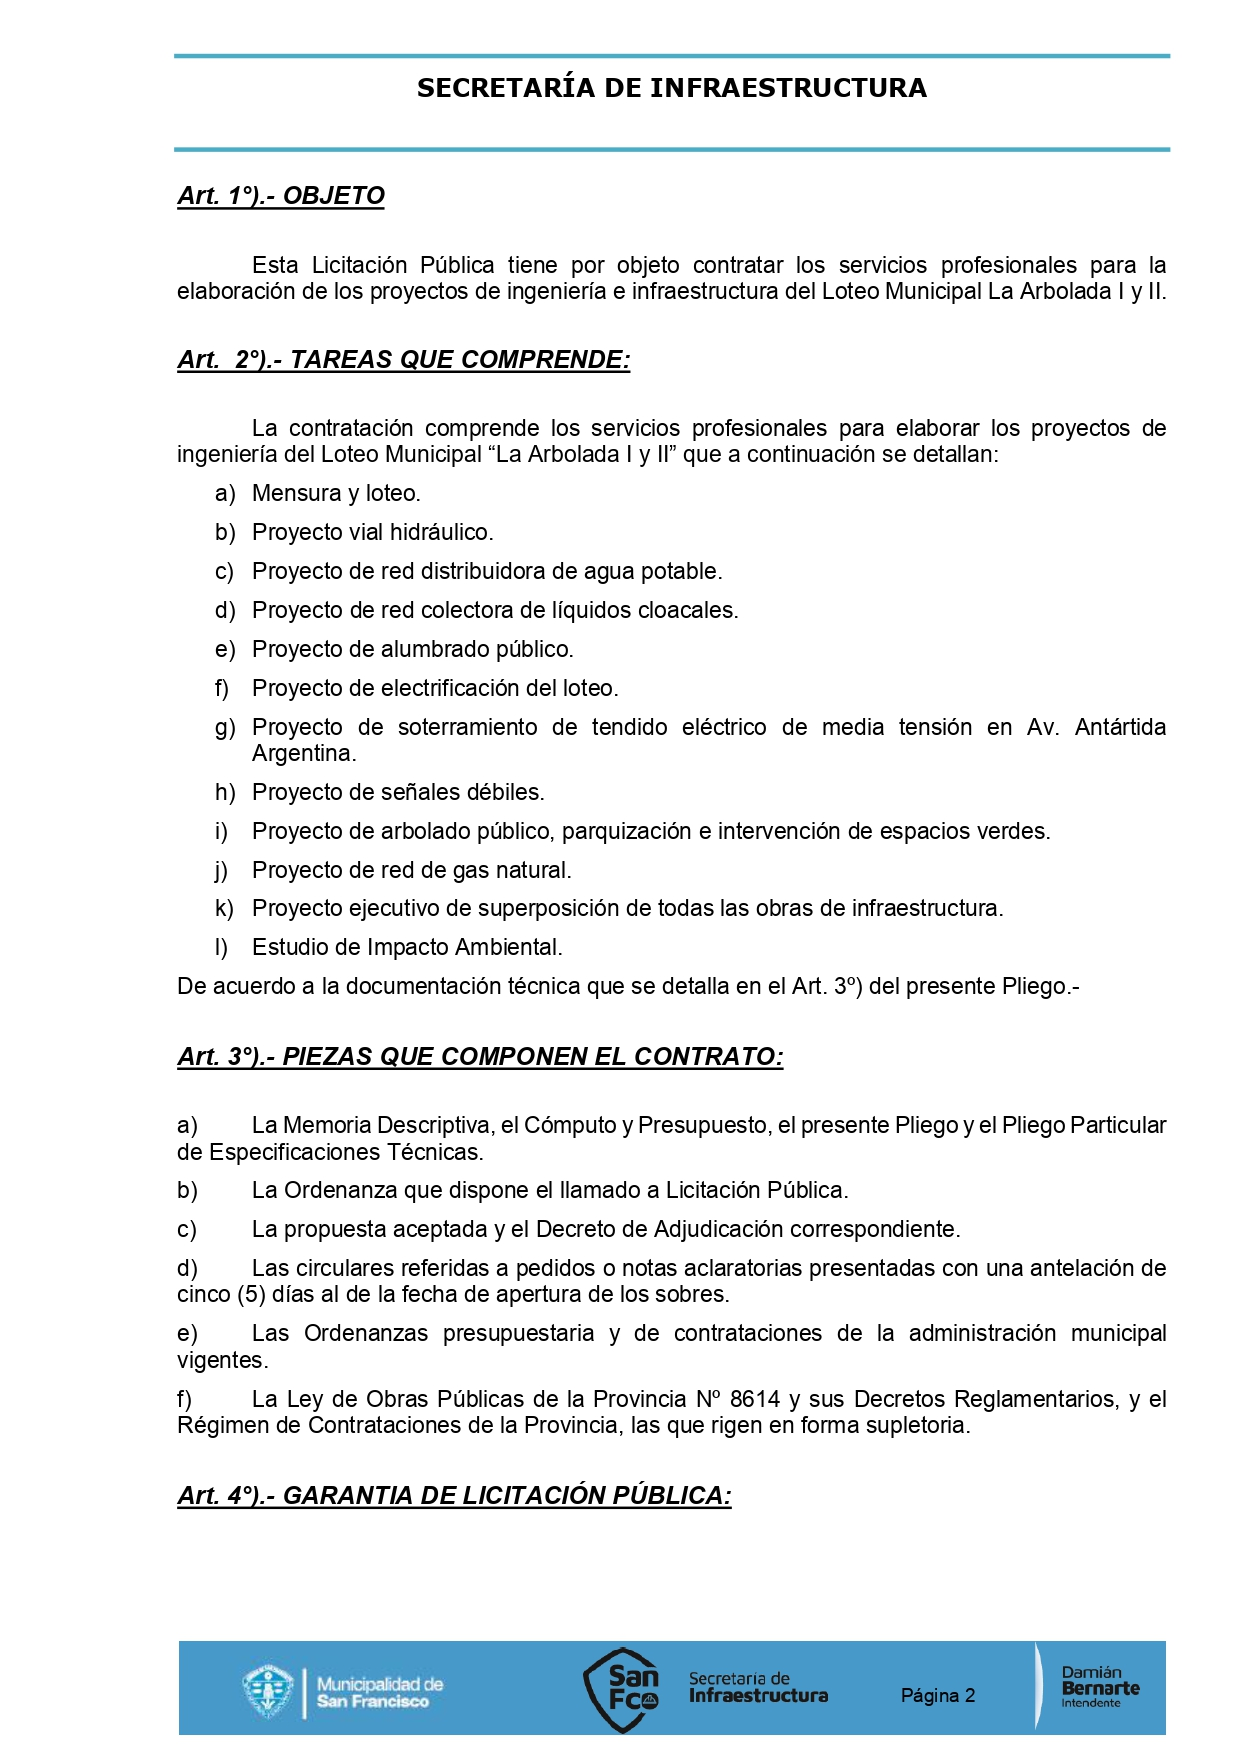 SECRETARÍA DE INFRAESTRUCTURA
Art. 1°).- OBJETO
Esta Licitación Pública tiene por objeto contratar los servicios profesionales para la
elaboración de los proyectos de ingeniería e infraestructura del Loteo Municipal La Arbolada I y II.
Art.  2°).- TAREAS QUE COMPRENDE:
La contratación comprende los servicios profesionales para elaborar los proyectos de
ingeniería del Loteo Municipal “La Arbolada I y II” que a continuación se detallan:
a) Mensura y loteo.
b) Proyecto vial hidráulico.
c) Proyecto de red distribuidora de agua potable.
d) Proyecto de red colectora de líquidos cloacales.
e) Proyecto de alumbrado público.
f) Proyecto de electrificación del loteo.
g) Proyecto de soterramiento de tendido eléctrico de media tensión en Av. Antártida
Argentina.
h) Proyecto de señales débiles.
i) Proyecto de arbolado público, parquización e intervención de espacios verdes.
j) Proyecto de red de gas natural.
k) Proyecto ejecutivo de superposición de todas las obras de infraestructura.
l) Estudio de Impacto Ambiental.
De acuerdo a la documentación técnica que se detalla en el Art. 3º) del presente Pliego.-
Art. 3°).- PIEZAS QUE COMPONEN EL CONTRATO:
a) La Memoria Descriptiva, el Cómputo y Presupuesto, el presente Pliego y el Pliego Particular
de Especificaciones Técnicas.
b) La Ordenanza que dispone el llamado a Licitación Pública.
c) La propuesta aceptada y el Decreto de Adjudicación correspondiente.
d) Las circulares referidas a pedidos o notas aclaratorias presentadas con una antelación de
cinco (5) días al de la fecha de apertura de los sobres.
e) Las Ordenanzas presupuestaria y de contrataciones de la administración municipal
vigentes.
f) La Ley de Obras Públicas de la Provincia Nº 8614 y sus Decretos Reglamentarios, y el
Régimen de Contrataciones de la Provincia, las que rigen en forma supletoria.
Art. 4°).- GARANTIA DE LICITACIÓN PÚBLICA:
Municipalidad de
San Francisco
San
Fco
Secretaría de
Infraestructura
Página 2
Damián
Bernarte
Intendente